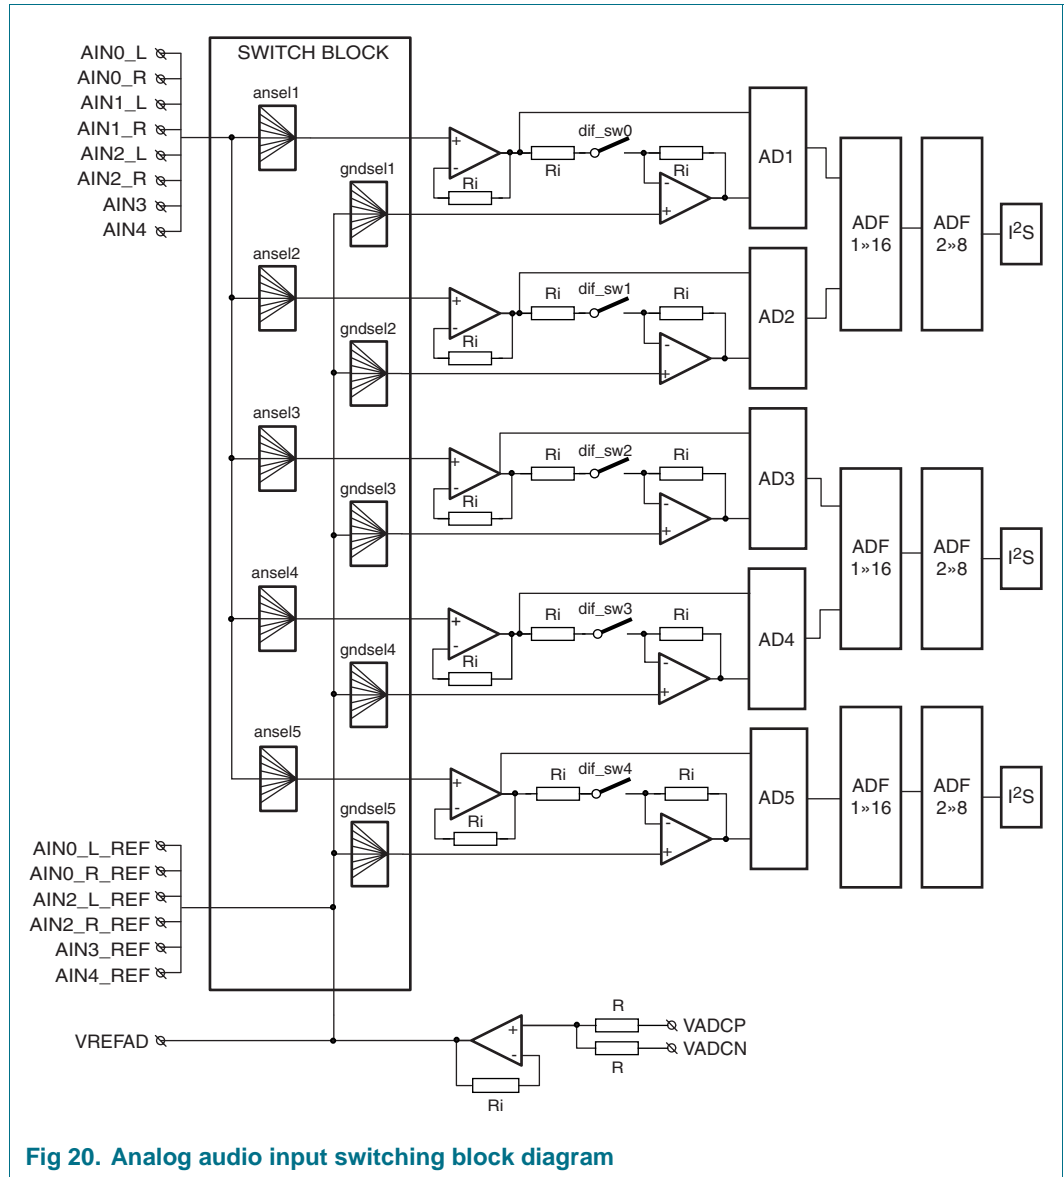 AIN0_L
AIN0_R
AIN1_L
AIN1_R
AIN2_L
AIN2_R
AIN3
AIN4
SWITCH BLOCK
ansel1
gndsel1
+
-
Ri
Ri
dif_sw0
Ri
-
+
AD1
ansel2
gndsel2
+
-
Ri
Ri
dif_sw1
Ri
-
+
AD2
ADF
1»16
ADF
2»8
I²S
ansel3
gndsel3
+
-
Ri
Ri
dif_sw2
Ri
-
+
AD3
ansel4
gndsel4
+
-
Ri
Ri
dif_sw3
Ri
-
+
AD4
ADF
1»16
ADF
2»8
I²S
ansel5
gndsel5
+
-
Ri
Ri
dif_sw4
Ri
-
+
AD5
ADF
1»16
ADF
2»8
I²S
AIN0_L_REF
AIN0_R_REF
AIN2_L_REF
AIN2_R_REF
AIN3_REF
AIN4_REF
VREFAD
+
-
Ri
R
VADCP
VADCN
R
Fig 20. Analog audio input switching block diagram